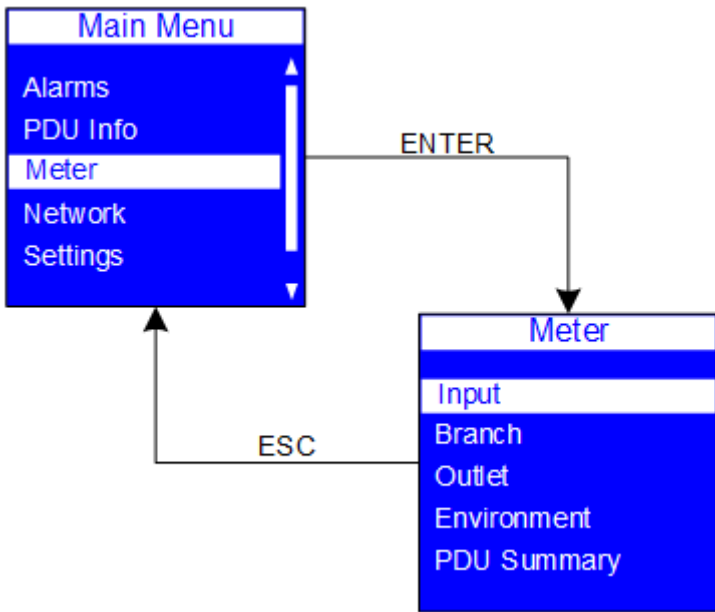 Main Menu
Alarms
PDU Info
Meter
Network
Settings
ENTER
Meter
Input
Branch
Outlet
Environment
PDU Summary
ESC